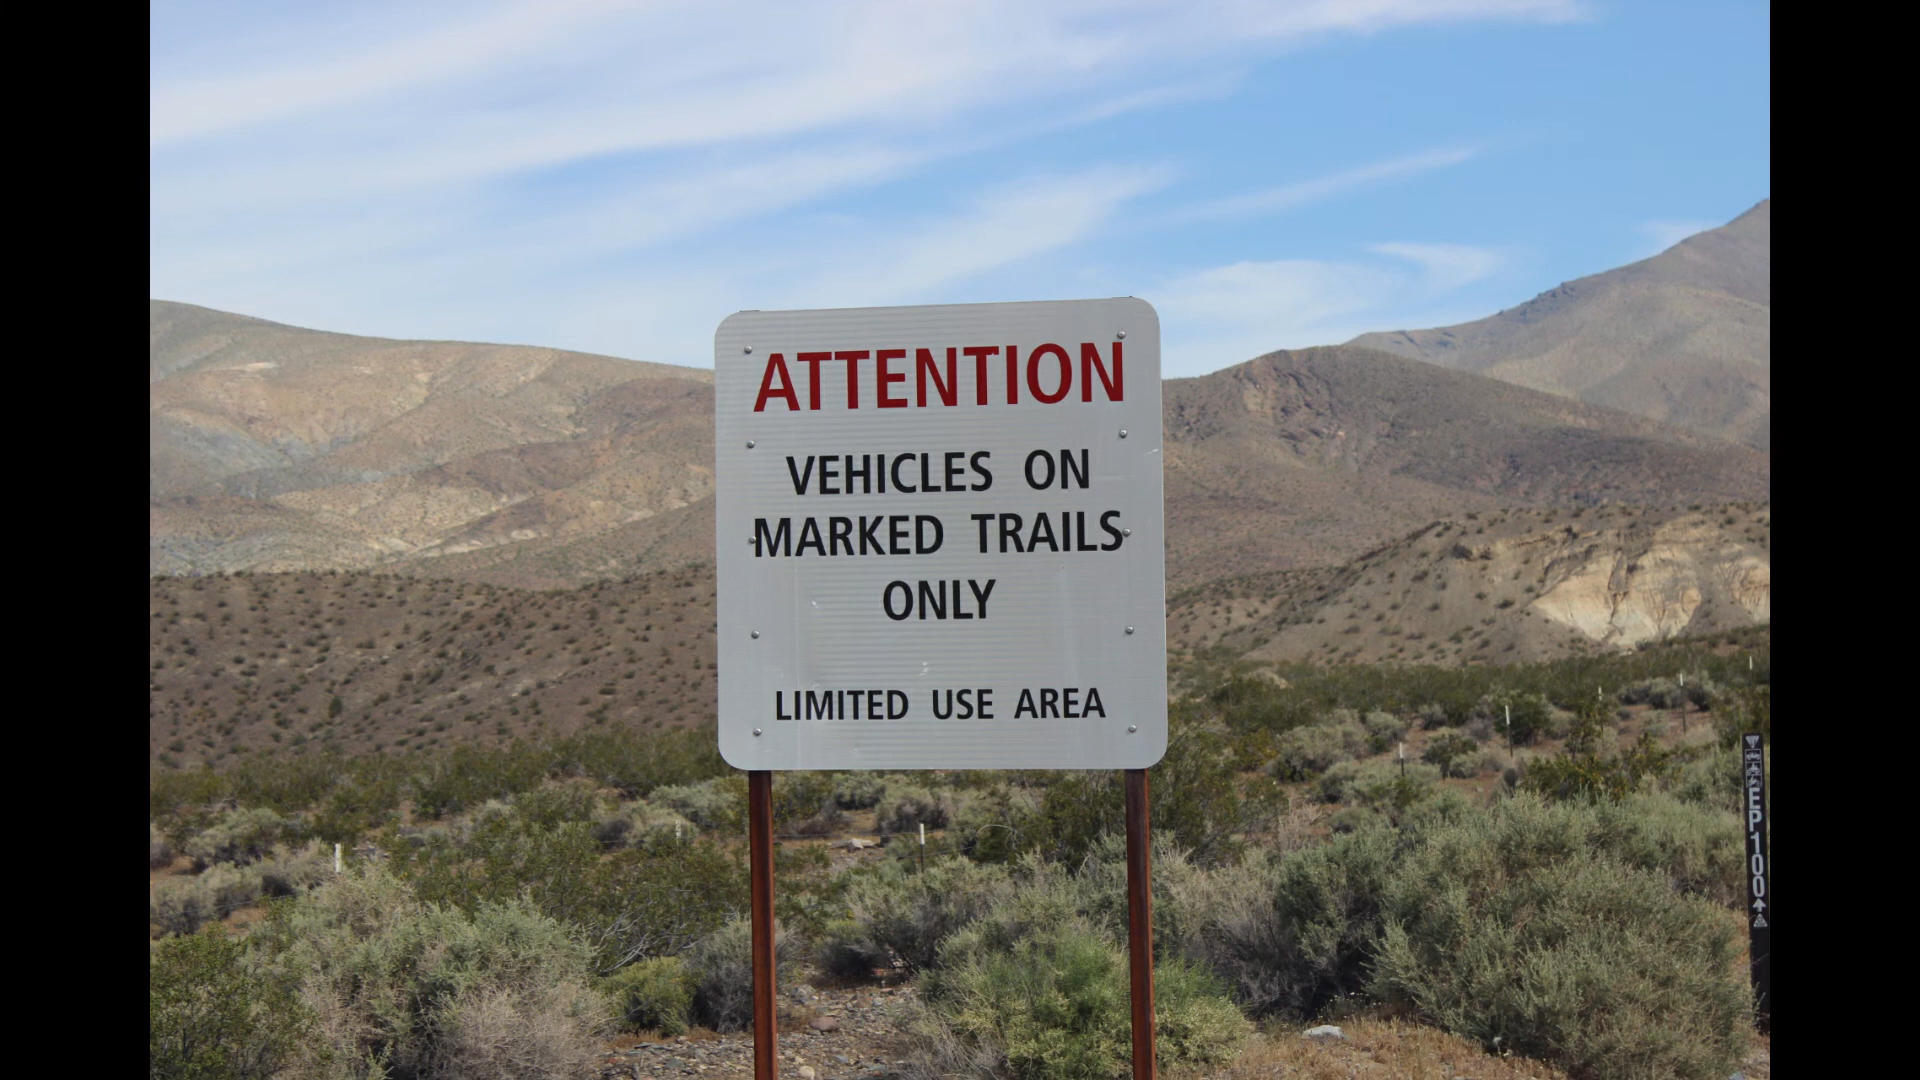 ATTENTION
VEHICLES ON
MARKED TRAILS
ONLY
LIMITED USE AREA
EP100